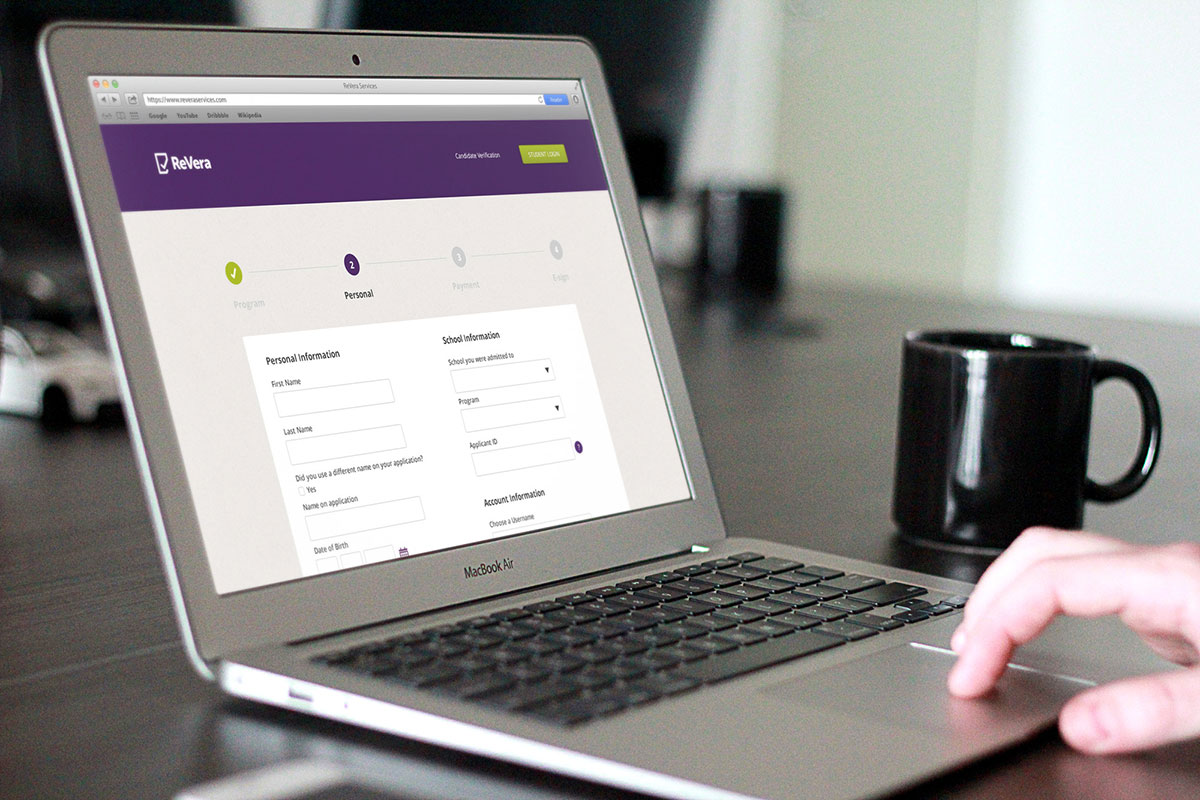 ReVera Services
https://www.reveraservices.com
Reader
Google YouTube Dribbble Wikipedia
ReVera
Candidate Verification
STUDENT LOGIN
2
3
4
Program
Personal
Payment
E-sign
Personal Information
First Name
Last Name
Did you use a different name on your application?
Yes
Name on application
Date of Birth
School Information
School you were admitted to
Program
Applicant ID
?
Account Information
Choose a Username
MacBook Air